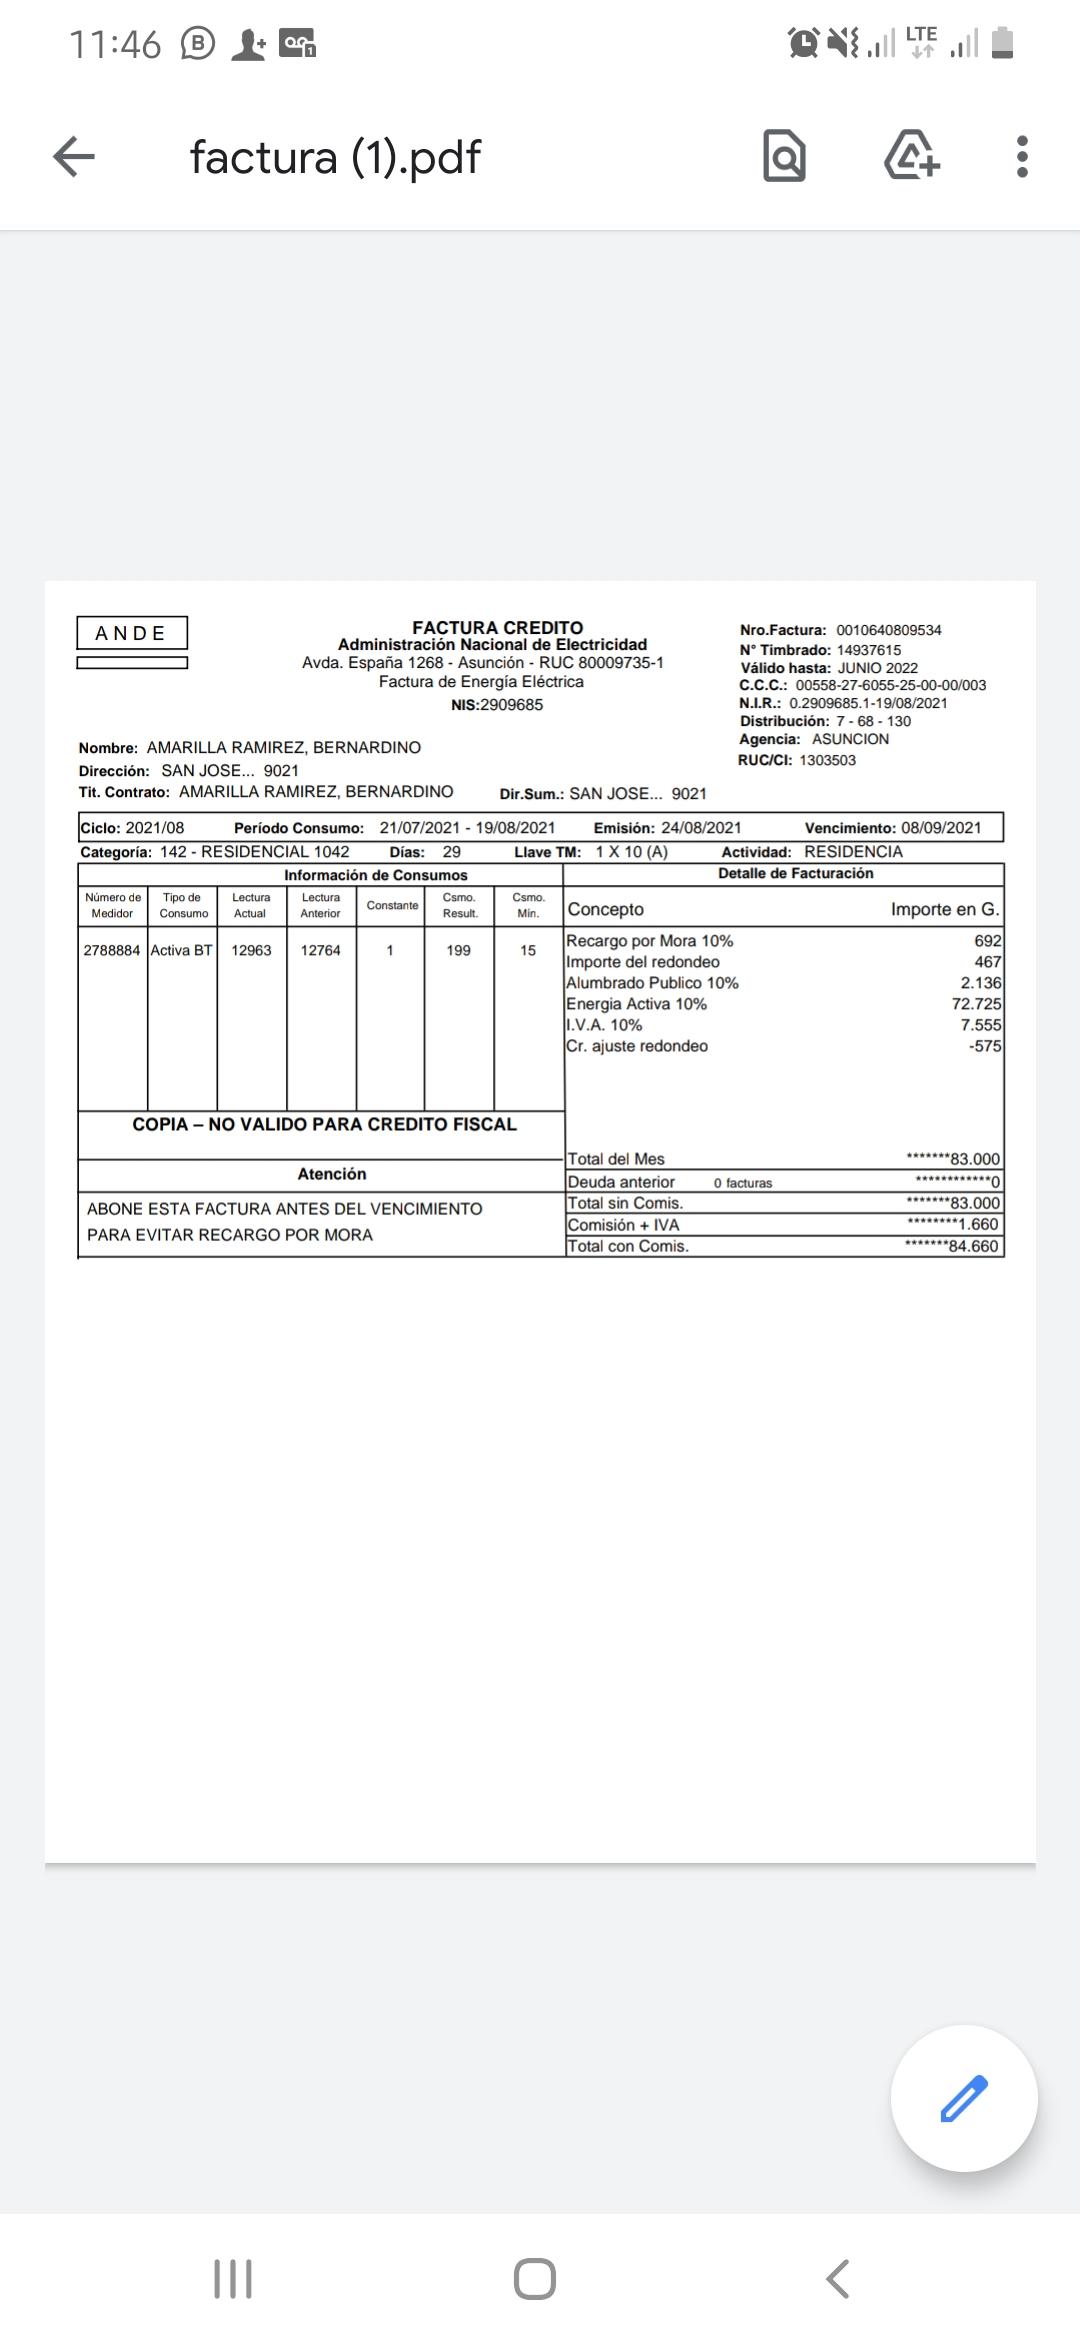 11:46
LTE
factura (1).pdf
ANDE
FACTURA CREDITO
Administración Nacional de Electricidad
Avda. España 1268 - Asunción - RUC 80009735-1
Factura de Energía Eléctrica
NIS:2909685
Nro.Factura: 0010640809534
N° Timbrado: 14937615
Válido hasta: JUNIO 2022
C.C.C.: 00558-27-6055-25-00-00/003
N.I.R.: 0.2909685.1-19/08/2021
Distribución: 7 - 68 - 130
Agencia: ASUNCION
RUC/CI: 1303503
Nombre: AMARILLA RAMIREZ, BERNARDINO
Dirección: SAN JOSE... 9021
Tit. Contrato: AMARILLA RAMIREZ, BERNARDINO Dir.Sum.: SAN JOSE... 9021
Ciclo: 2021/08 Período Consumo: 21/07/2021 - 19/08/2021 Emisión: 24/08/2021 Vencimiento: 08/09/2021
Categoría: 142 - RESIDENCIAL 1042 Días: 29 Llave TM: 1 X 10 (A) Actividad: RESIDENCIA
Información de Consumos
Número de Medidor Tipo de Consumo Lectura Actual Lectura Anterior Constante Csmo. Result. Csmo. Min.
2788884 Activa BT 12963 12764 1 199 15
COPIA – NO VALIDO PARA CREDITO FISCAL
Atención
ABONE ESTA FACTURA ANTES DEL VENCIMIENTO
PARA EVITAR RECARGO POR MORA
Detalle de Facturación
Concepto Importe en G.
Recargo por Mora 10% 692
Importe del redondeo 467
Alumbrado Publico 10% 2.136
Energia Activa 10% 72.725
I.V.A. 10% 7.555
Cr. ajuste redondeo -575
Total del Mes *******83.000
Deuda anterior 0 facturas ************0
Total sin Comis. *******83.000
Comisión + IVA ********1.660
Total con Comis. *******84.660